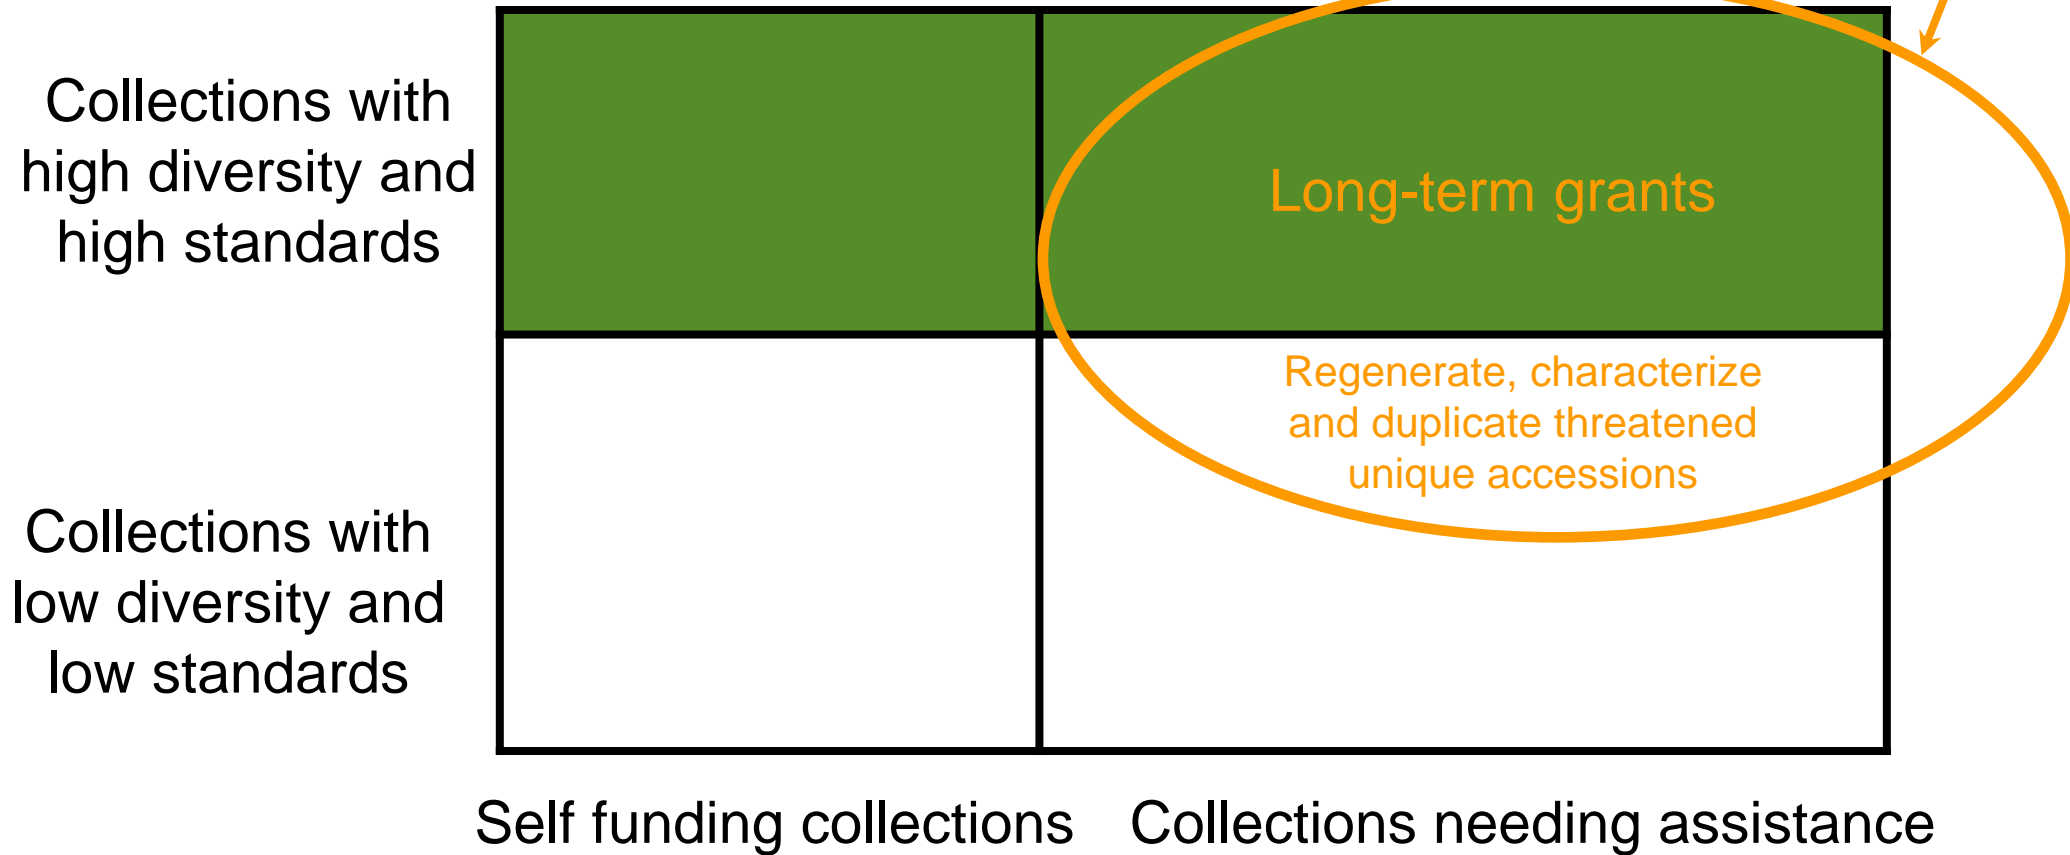 Collections with
high diversity and
high standards
Long-term grants
Regenerate, characterize
and duplicate threatened
unique accessions
Collections with
low diversity and
low standards
Self funding collections
Collections needing assistance